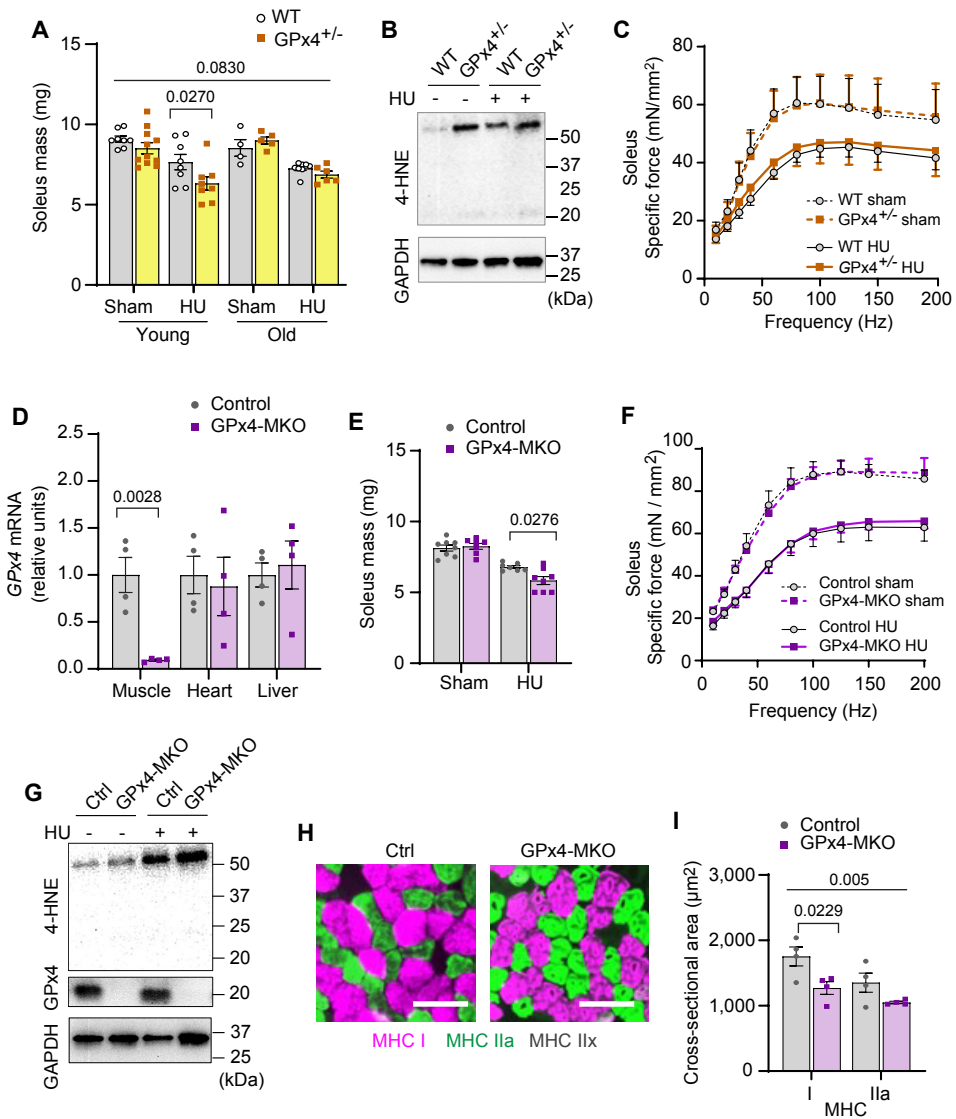 A
WT
GPx4+/-
Soleus mass (mg)
15
10
5
0
0.0830
0.0270
Sham HU Sham HU
Young Old
B
WT GPx4+/- WT GPx4+/-
HU - - + +
4-HNE
50
37
25
20
GAPDH
37
25
(kDa)
C
Soleus
Specific force (mN/mm²)
80
60
40
20
0
WT sham
GPx4+/- sham
WT HU
GPx4+/- HU
0 50 100 150 200
Frequency (Hz)
D
Control
GPx4-MKO
GPx4 mRNA
(relative units)
2.5
2.0
1.5
1.0
0.5
0.0
0.0028
Muscle Heart Liver
E
Control
GPx4-MKO
Soleus mass (mg)
15
10
5
0
0.0276
Sham HU
F
Soleus
Specific force (mN / mm2)
100
80
60
40
20
0
Control sham
GPx4-MKO sham
Control HU
GPx4-MKO HU
0 50 100 150 200
Frequency (Hz)
G
Ctrl GPx4-MKO Ctrl GPx4-MKO
HU - - + +
4-HNE
50
37
25
20
GPx4
20
GAPDH
37
25
(kDa)
H
Ctrl GPx4-MKO
MHC I MHC IIa MHC IIx
I
Control
GPx4-MKO
Cross-sectional area (µm²)
3,000
2,000
1,000
0
0.005
0.0229
I IIa
MHC